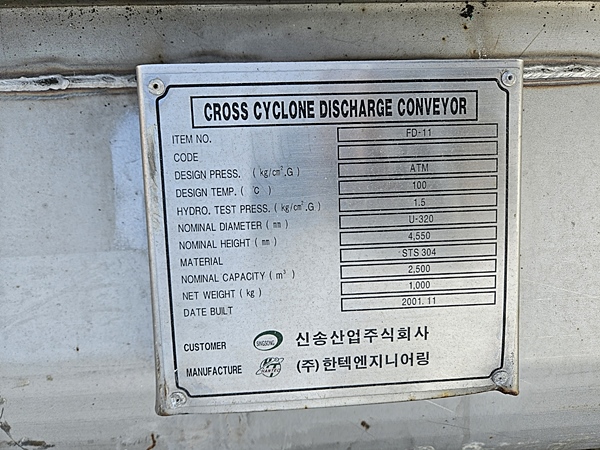 CROSS CYCLONE DISCHARGE CONVEYOR
ITEM NO. FD-11
CODE
DESIGN PRESS. ( kg/cm².G ) ATM
DESIGN TEMP. ( ℃ ) 100
HYDRO. TEST PRESS. ( kg/cm².G ) 1.5
NOMINAL DIAMETER ( mm ) U-320
NOMINAL HEIGHT ( mm ) 4,550
MATERIAL STS 304
NOMINAL CAPACITY ( m³ ) 2,500
NET WEIGHT ( kg ) 1,000
DATE BUILT 2001. 11
CUSTOMER SINGSONG 신송산업주식회사
MANUFACTURE HANTEC (주) 한텍엔지니어링